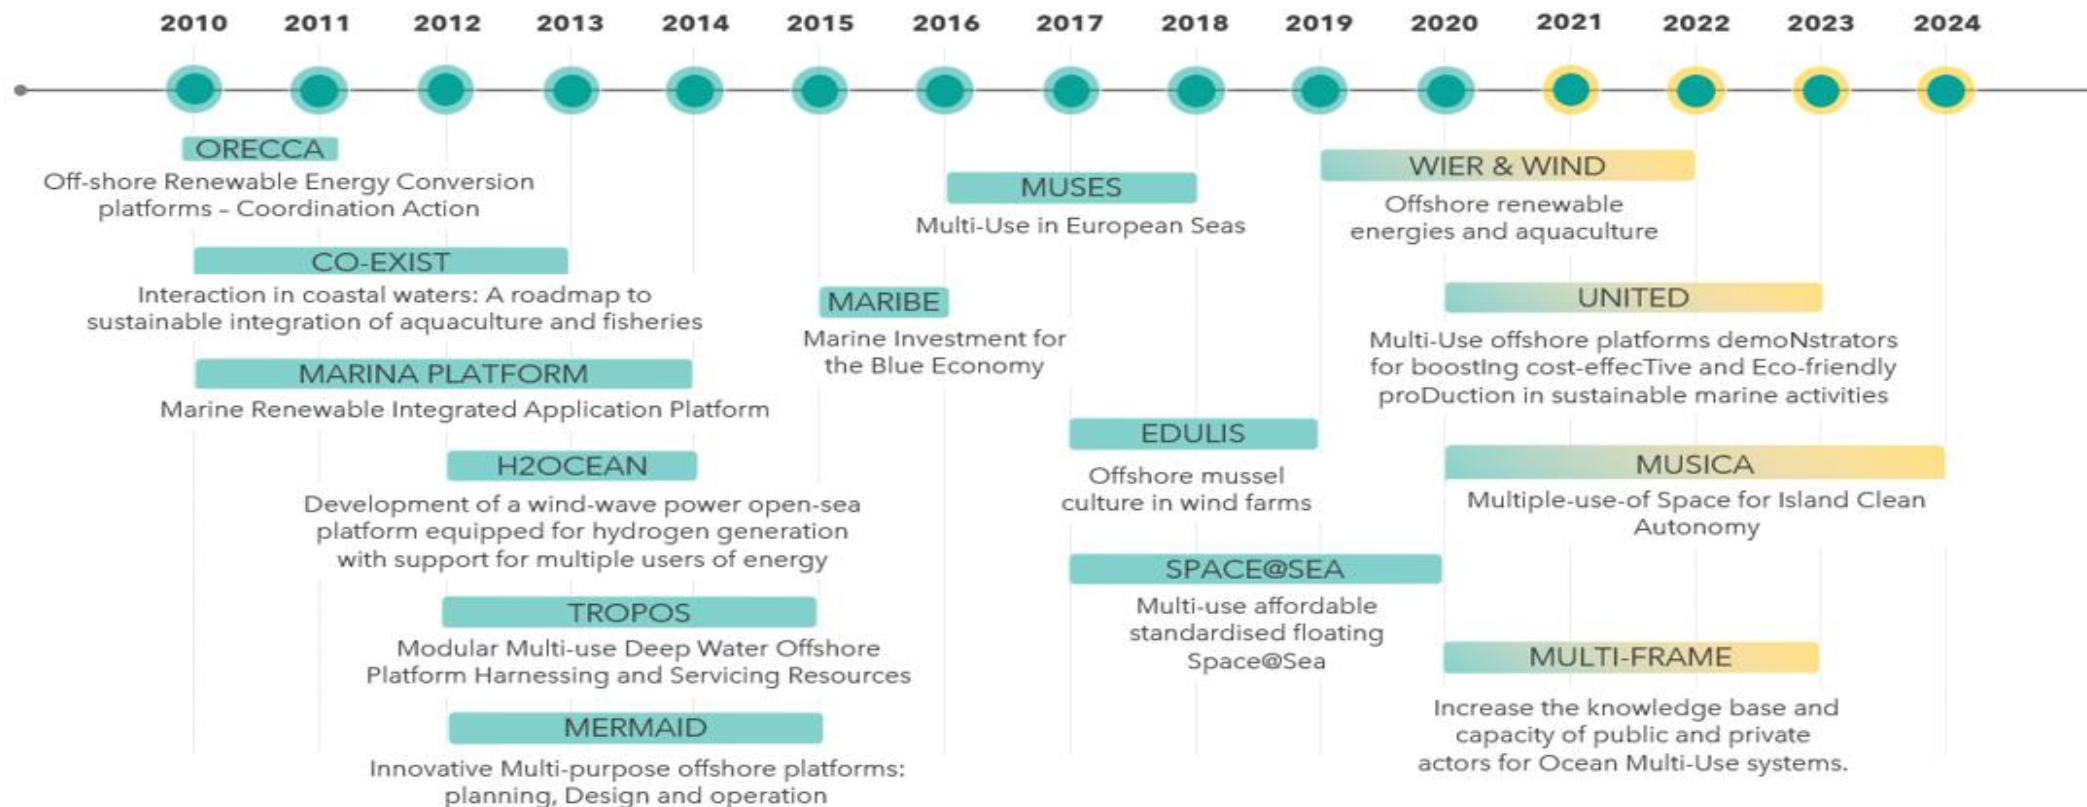 2010 2011 2012 2013 2014 2015 2016 2017 2018 2019 2020 2021 2022 2023 2024
ORECCA
Off-shore Renewable Energy Conversion
platforms – Coordination Action
CO-EXIST
Interaction in coastal waters: A roadmap to
sustainable integration of aquaculture and fisheries
MARINA PLATFORM
Marine Renewable Integrated Application Platform
H2OCEAN
Development of a wind-wave power open-sea
platform equipped for hydrogen generation
with support for multiple users of energy
TROPOS
Modular Multi-use Deep Water Offshore
Platform Harnessing and Servicing Resources
MERMAID
Innovative Multi-purpose offshore platforms:
planning, Design and operation
MUSES
Multi-Use in European Seas
MARIBE
Marine Investment for
the Blue Economy
EDULIS
Offshore mussel
culture in wind farms
SPACE@SEA
Multi-use affordable
standardised floating
Space@Sea
WIER & WIND
Offshore renewable
energies and aquaculture
UNITED
Multi-Use offshore platforms demoNstrators
for boostIng cost-effecTive and Eco-friendly
proDuction in sustainable marine activities
MUSICA
Multiple-use-of Space for Island Clean
Autonomy
MULTI-FRAME
Increase the knowledge base and
capacity of public and private
actors for Ocean Multi-Use systems.